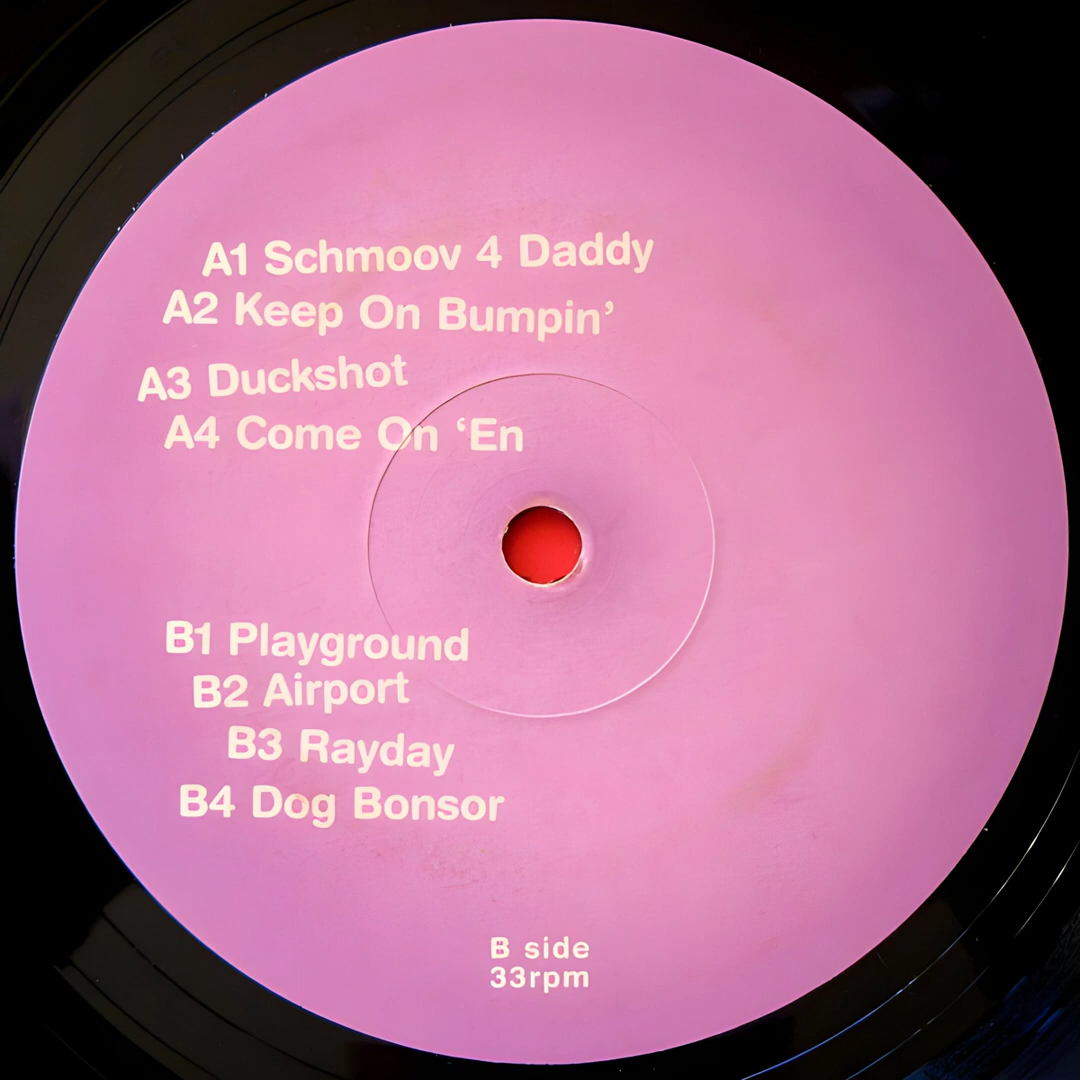 A1 Schmoov 4 Daddy
A2 Keep On Bumpin’
A3 Duckshot
A4 Come On ‘En
B1 Playground
B2 Airport
B3 Rayday
B4 Dog Bonsor
B side
33rpm